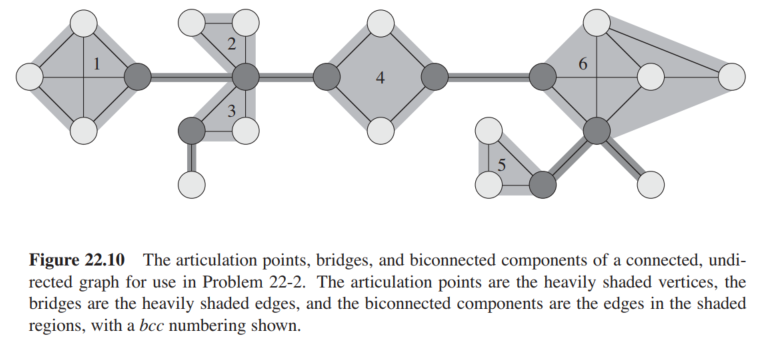 1
2
3
4
5
6
Figure 22.10 The articulation points, bridges, and biconnected components of a connected, undi-
rected graph for use in Problem 22-2. The articulation points are the heavily shaded vertices, the
bridges are the heavily shaded edges, and the biconnected components are the edges in the shaded
regions, with a bcc numbering shown.